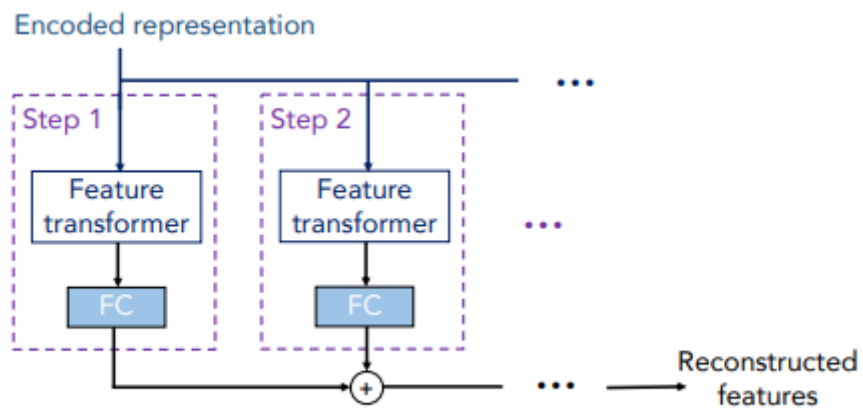 Encoded representation
...
Step 1
Step 2
Feature
transformer
Feature
transformer
...
FC
FC
+
...
Reconstructed
features